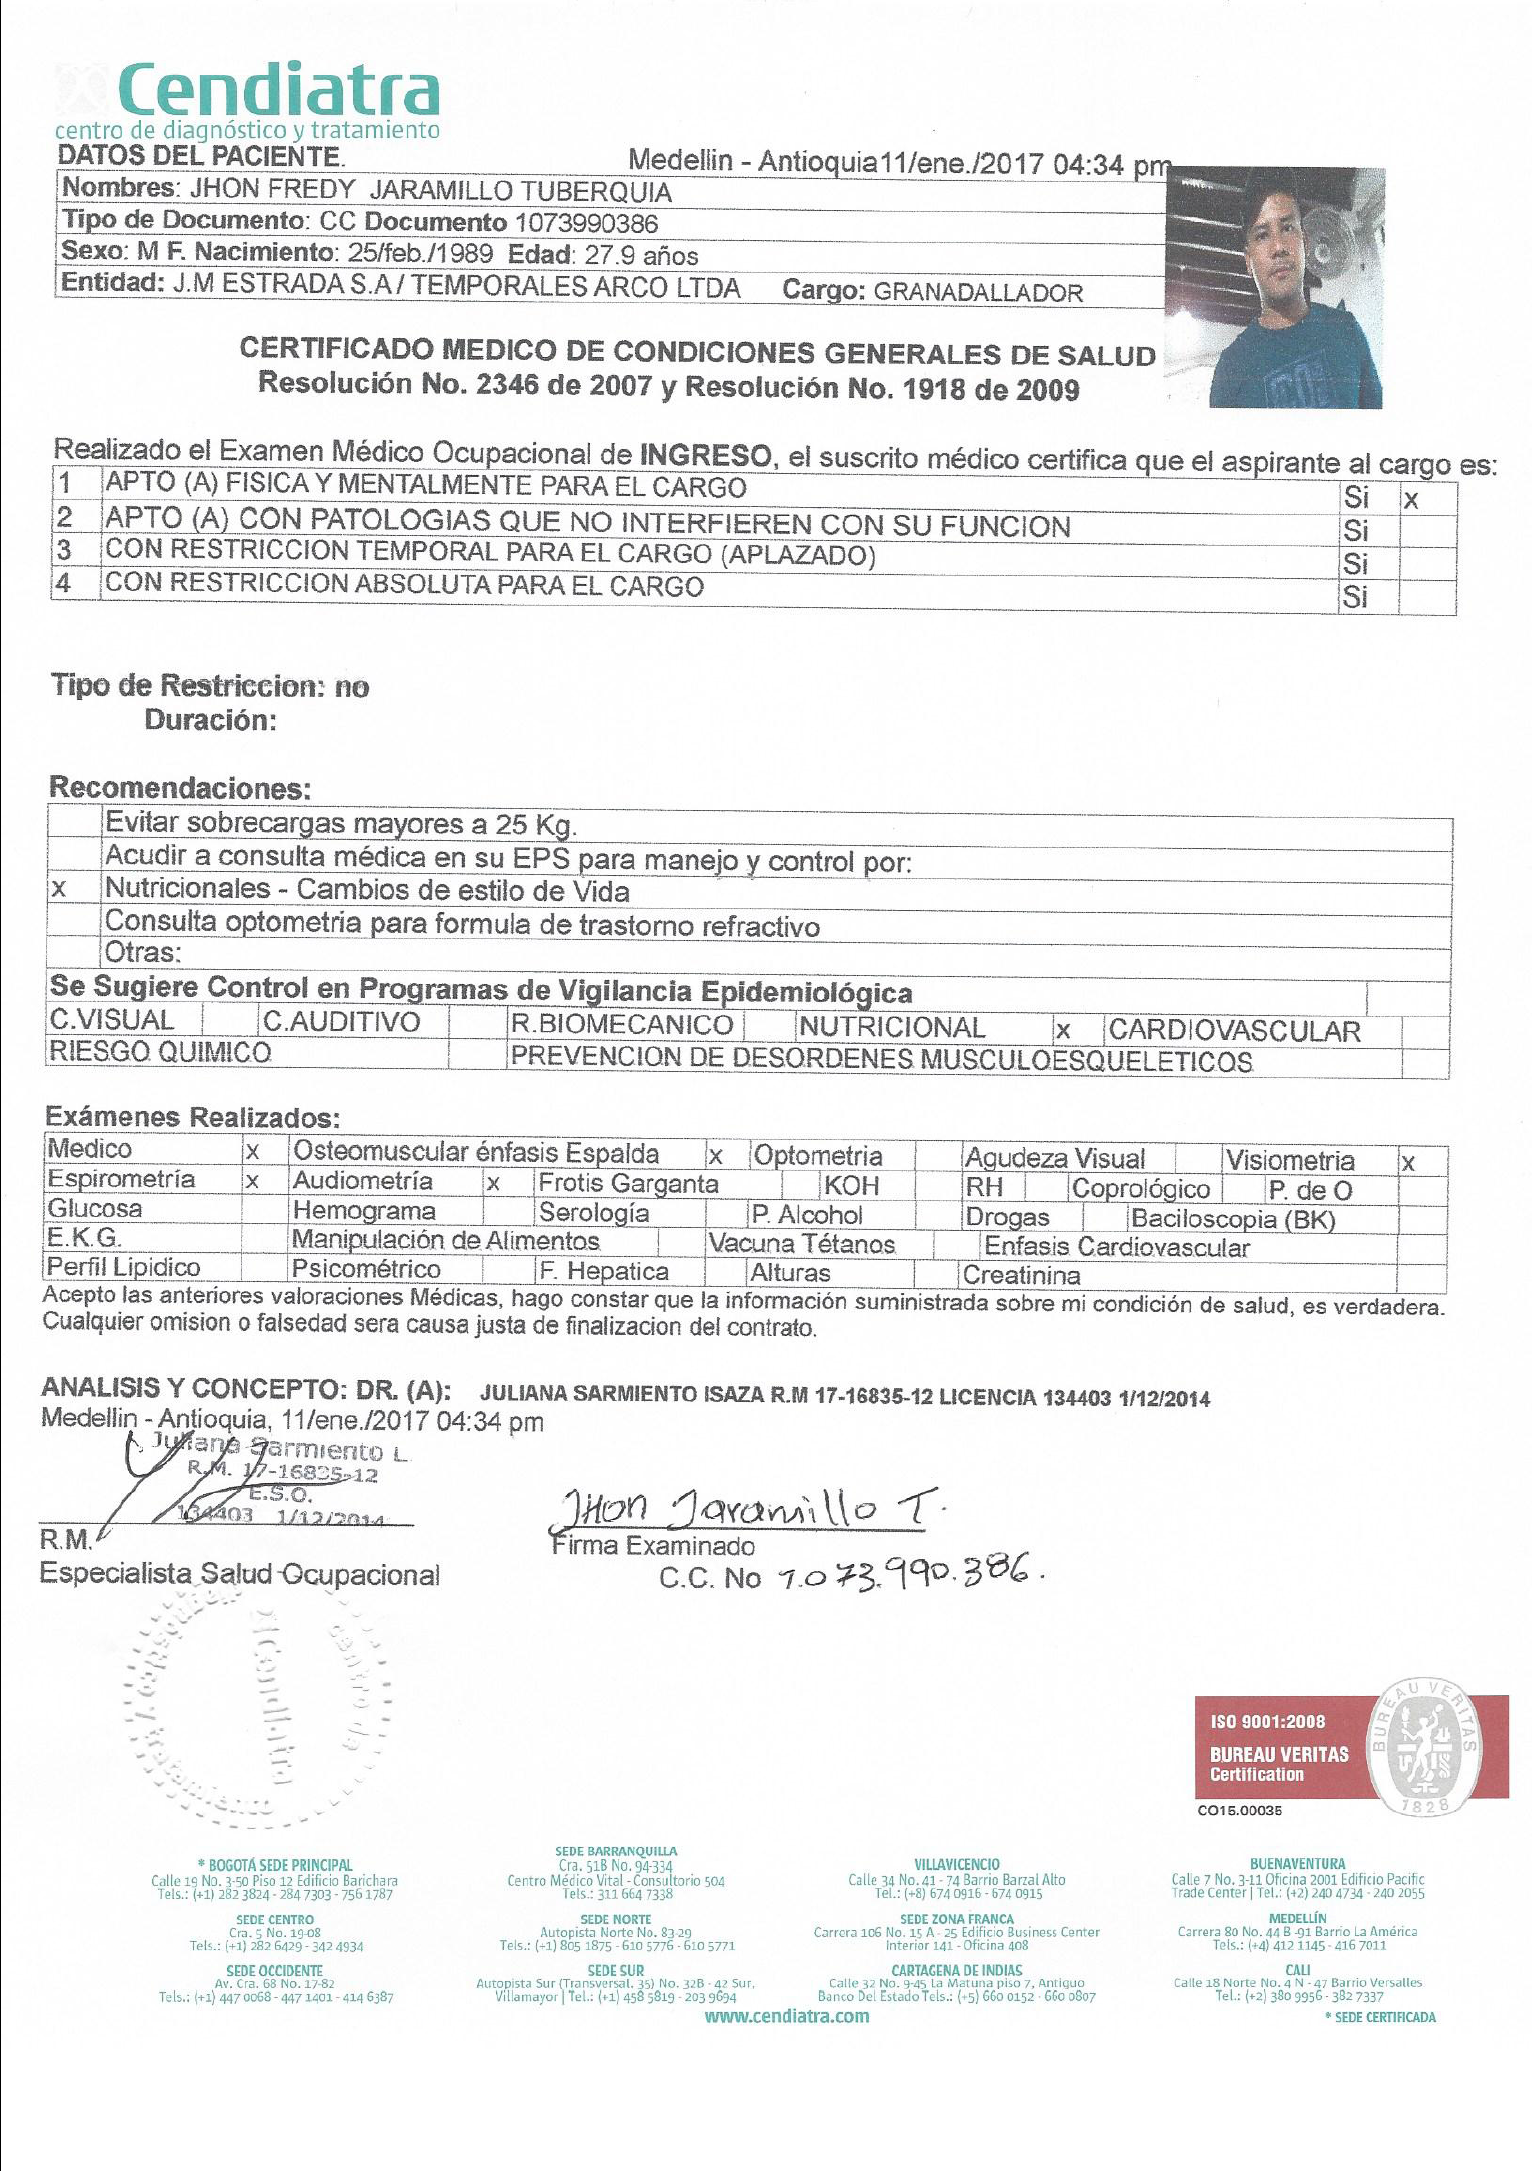 Cendiatra
centro de diagnóstico y tratamiento
DATOS DEL PACIENTE. Medellin - Antioquia11/ene./2017 04:34 pm
Nombres: JHON FREDY JARAMILLO TUBERQUIA
Tipo de Documento: CC Documento 1073990386
Sexo: M F. Nacimiento: 25/feb./1989 Edad: 27.9 años
Entidad: J.M ESTRADA S.A / TEMPORALES ARCO LTDA Cargo: GRANADALLADOR
CERTIFICADO MEDICO DE CONDICIONES GENERALES DE SALUD
Resolución No. 2346 de 2007 y Resolución No. 1918 de 2009
Realizado el Examen Médico Ocupacional de INGRESO, el suscrito médico certifica que el aspirante al cargo es:
1 APTO (A) FISICA Y MENTALMENTE PARA EL CARGO Si x
2 APTO (A) CON PATOLOGIAS QUE NO INTERFIEREN CON SU FUNCION Si
3 CON RESTRICCION TEMPORAL PARA EL CARGO (APLAZADO) Si
4 CON RESTRICCION ABSOLUTA PARA EL CARGO Si
Tipo de Restriccion: no
Duración:
Recomendaciones:
Evitar sobrecargas mayores a 25 Kg.
Acudir a consulta médica en su EPS para manejo y control por:
x Nutricionales - Cambios de estilo de Vida
Consulta optometria para formula de trastorno refractivo
Otras:
Se Sugiere Control en Programas de Vigilancia Epidemiológica
C.VISUAL C.AUDITIVO R.BIOMECANICO NUTRICIONAL x CARDIOVASCULAR
RIESGO QUIMICO PREVENCION DE DESORDENES MUSCULOESQUELETICOS
Exámenes Realizados:
Medico x Osteomuscular énfasis Espalda x Optometria Agudeza Visual Visiometria x
Espirometría x Audiometría x Frotis Garganta KOH RH Coprológico P. de O
Glucosa Hemograma Serología P. Alcohol Drogas Baciloscopia (BK)
E.K.G. Manipulación de Alimentos Vacuna Tétanos Enfasis Cardiovascular
Perfil Lipidico Psicométrico F. Hepatica Alturas Creatinina
Acepto las anteriores valoraciones Médicas, hago constar que la información suministrada sobre mi condición de salud, es verdadera.
Cualquier omision o falsedad sera causa justa de finalizacion del contrato.
ANALISIS Y CONCEPTO: DR. (A): JULIANA SARMIENTO ISAZA R.M 17-16835-12 LICENCIA 134403 1/12/2014
Medellin - Antioquia, 11/ene./2017 04:34 pm
Juliana Sarmiento I.
R.M. 17-16835-12
E.S.O.
134403 1/12/2014
JHon Jaramillo T.
R.M.
Firma Examinado
Especialista Salud Ocupacional
C.C. No 1.073.990.386.
centro de
Cendiatra
tratamiento
ISO 9001:2008
BUREAU VERITAS
Certification
BUREAU VERITAS
1828
CO15.00035
* BOGOTÁ SEDE PRINCIPAL
Calle 19 No. 3-50 Piso 12 Edificio Barichara
Tels.: (+1) 282 3824 - 284 7303 - 756 1787
SEDE CENTRO
Cra. 5 No. 19-08
Tels.: (+1) 282 6429 - 342 4934
SEDE OCCIDENTE
Av. Cra. 68 No. 17-82
Tels.: (+1) 447 0068 - 447 1401 - 414 6387
SEDE BARRANQUILLA
Cra. 51B No. 94-334
Centro Médico Vital - Consultorio 504
Tels.: 311 664 7338
SEDE NORTE
Autopista Norte No. 83-29
Tels.: (+1) 805 1875 - 610 5776 - 610 5771
SEDE SUR
Autopista Sur (Transversal. 35) No. 32B - 42 Sur,
Villamayor | Tel.: (+1) 458 5819 - 203 9694
VILLAVICENCIO
Calle 34 No. 41 - 74 Barrio Barzal Alto
Tel.: (+8) 674 0916 - 674 0915
SEDE ZONA FRANCA
Carrera 106 No. 15 A - 25 Edificio Business Center
Interior 141 - Oficina 408
CARTAGENA DE INDIAS
Calle 32 No. 9-45 La Matuna piso 7, Antiguo
Banco Del Estado Tels.: (+5) 660 0152 - 660 0807
BUENAVENTURA
Calle 7 No. 3-11 Oficina 2001 Edificio Pacific
Trade Center | Tel.: (+2) 240 4734 - 240 2055
MEDELLÍN
Carrera 80 No. 44 B -91 Barrio La América
Tels.: (+4) 412 1145 - 416 7011
CALI
Calle 18 Norte No. 4 N - 47 Barrio Versalles
Tel.: (+2) 380 9956 - 382 7337
www.cendiatra.com
* SEDE CERTIFICADA